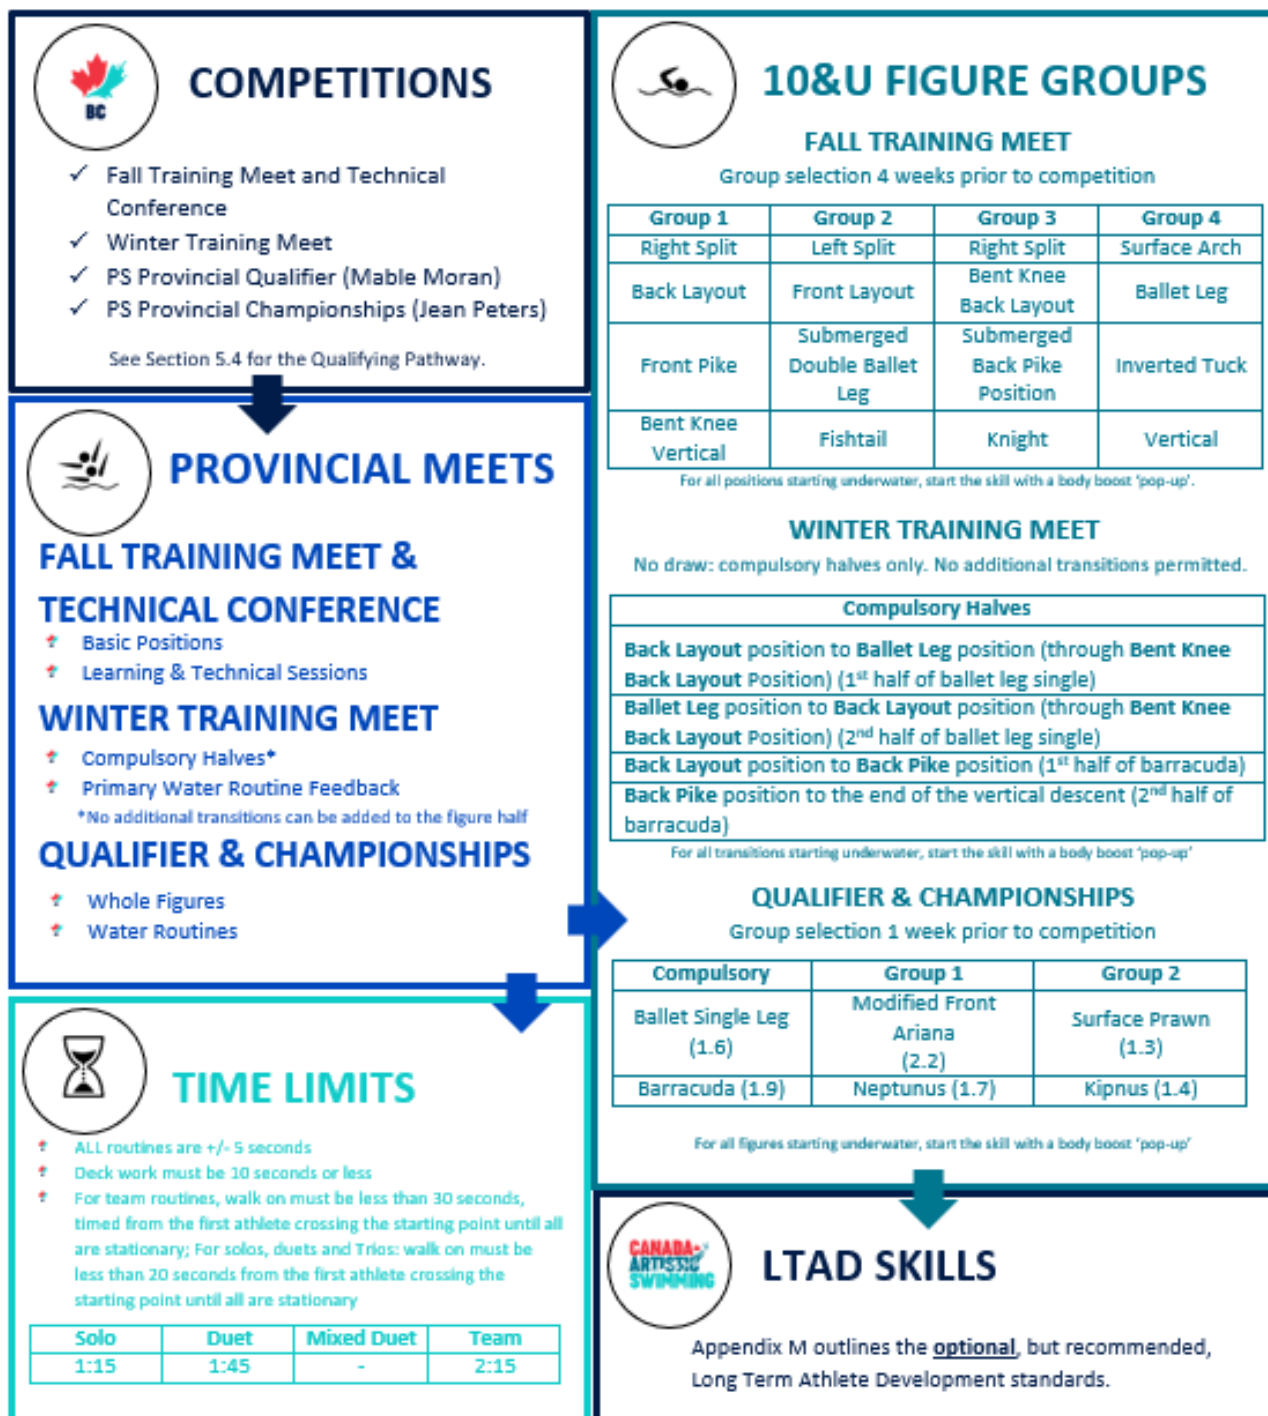 BC
COMPETITIONS
✓ Fall Training Meet and Technical
Conference
✓ Winter Training Meet
✓ PS Provincial Qualifier (Mable Moran)
✓ PS Provincial Championships (Jean Peters)
See Section 5.4 for the Qualifying Pathway.
PROVINCIAL MEETS
FALL TRAINING MEET &
TECHNICAL CONFERENCE
Basic Positions
Learning & Technical Sessions
WINTER TRAINING MEET
Compulsory Halves*
Primary Water Routine Feedback
*No additional transitions can be added to the figure half
QUALIFIER & CHAMPIONSHIPS
Whole Figures
Water Routines
TIME LIMITS
ALL routines are +/- 5 seconds
Deck work must be 10 seconds or less
For team routines, walk on must be less than 30 seconds,
timed from the first athlete crossing the starting point until all
are stationary; For solos, duets and Trios: walk on must be
less than 20 seconds from the first athlete crossing the
starting point until all are stationary
Solo Duet Mixed Duet Team
1:15 1:45 - 2:15
10&U FIGURE GROUPS
FALL TRAINING MEET
Group selection 4 weeks prior to competition
Group 1 Group 2 Group 3 Group 4
Right Split Left Split Right Split Surface Arch
Back Layout Front Layout Bent Knee Back Layout Ballet Leg
Front Pike Submerged Double Ballet Leg Submerged Back Pike Position Inverted Tuck
Bent Knee Vertical Fishtail Knight Vertical
For all positions starting underwater, start the skill with a body boost 'pop-up'.
WINTER TRAINING MEET
No draw: compulsory halves only. No additional transitions permitted.
Compulsory Halves
Back Layout position to Ballet Leg position (through Bent Knee
Back Layout Position) (1st half of ballet leg single)
Ballet Leg position to Back Layout position (through Bent Knee
Back Layout Position) (2nd half of ballet leg single)
Back Layout position to Back Pike position (1st half of barracuda)
Back Pike position to the end of the vertical descent (2nd half of
barracuda)
For all transitions starting underwater, start the skill with a body boost 'pop-up'
QUALIFIER & CHAMPIONSHIPS
Group selection 1 week prior to competition
Compulsory Group 1 Group 2
Ballet Single Leg (1.6) Modified Front Ariana (2.2) Surface Prawn (1.3)
Barracuda (1.9) Neptunus (1.7) Kipnus (1.4)
For all figures starting underwater, start the skill with a body boost 'pop-up'
CANADA
ARTISTIC
SWIMMING
LTAD SKILLS
Appendix M outlines the optional, but recommended,
Long Term Athlete Development standards.